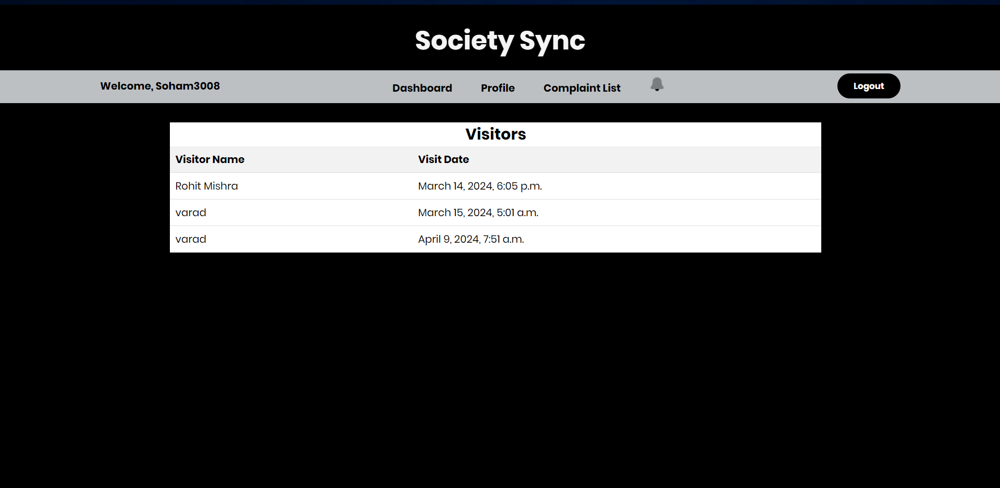 Society Sync
Welcome, Soham3008 Dashboard Profile Complaint List Logout
Visitors
Visitor Name Visit Date
Rohit Mishra March 14, 2024, 6:05 p.m.
varad March 15, 2024, 5:01 a.m.
varad April 9, 2024, 7:51 a.m.